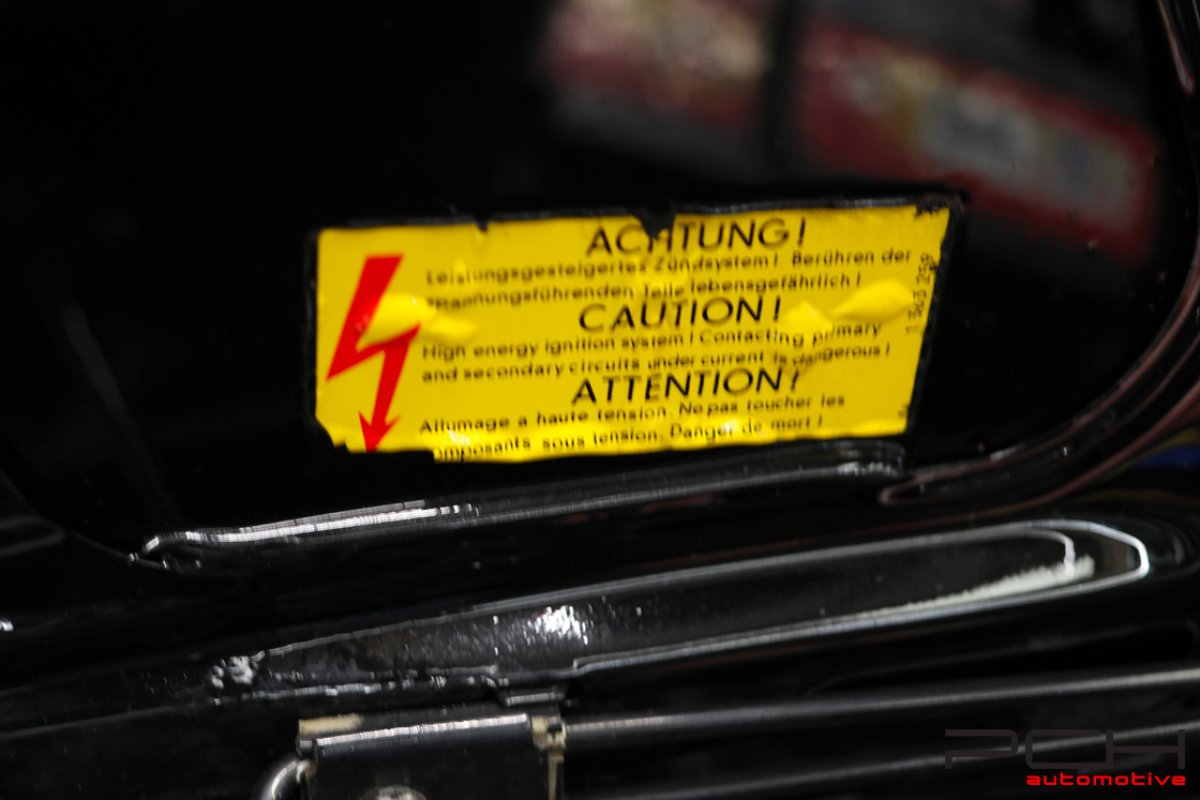 ACHTUNG!
Leistungsgesteigertes Zündsystem! Berühren der
spannungsführenden Teile lebensgefährlich!
CAUTION!
High energy ignition system! Contacting primary
and secondary circuits under current is dangerous!
ATTENTION!
Allumage a haute tension. Ne pas toucher les
omposants sous tension. Danger de mort!
PCH
automotive